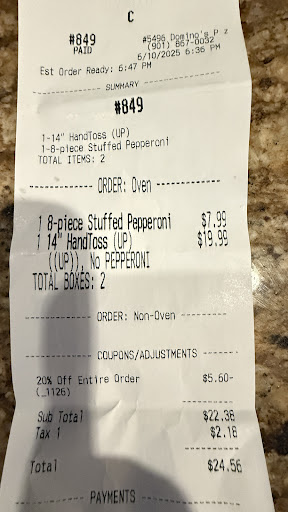 C
#849
PAID
#5496 Domino's P z
(901) 867-0032
5/10/2025 6:36 PM
Est Order Ready: 6:47 PM
SUMMARY
#849
1-14" HandToss (UP)
1-8-piece Stuffed Pepperoni
TOTAL ITEMS: 2
ORDER: Oven
1 8-piece Stuffed Pepperoni $7.99
1 14" HandToss (UP) $19.99
((UP)), No PEPPERONI
TOTAL BOXES: 2
ORDER: Non-Oven
COUPONS/ADJUSTMENTS
20% Off Entire Order $5.60-
(_1126)
Sub Total $22.38
Tax 1 $2.18
Total $24.56
PAYMENTS